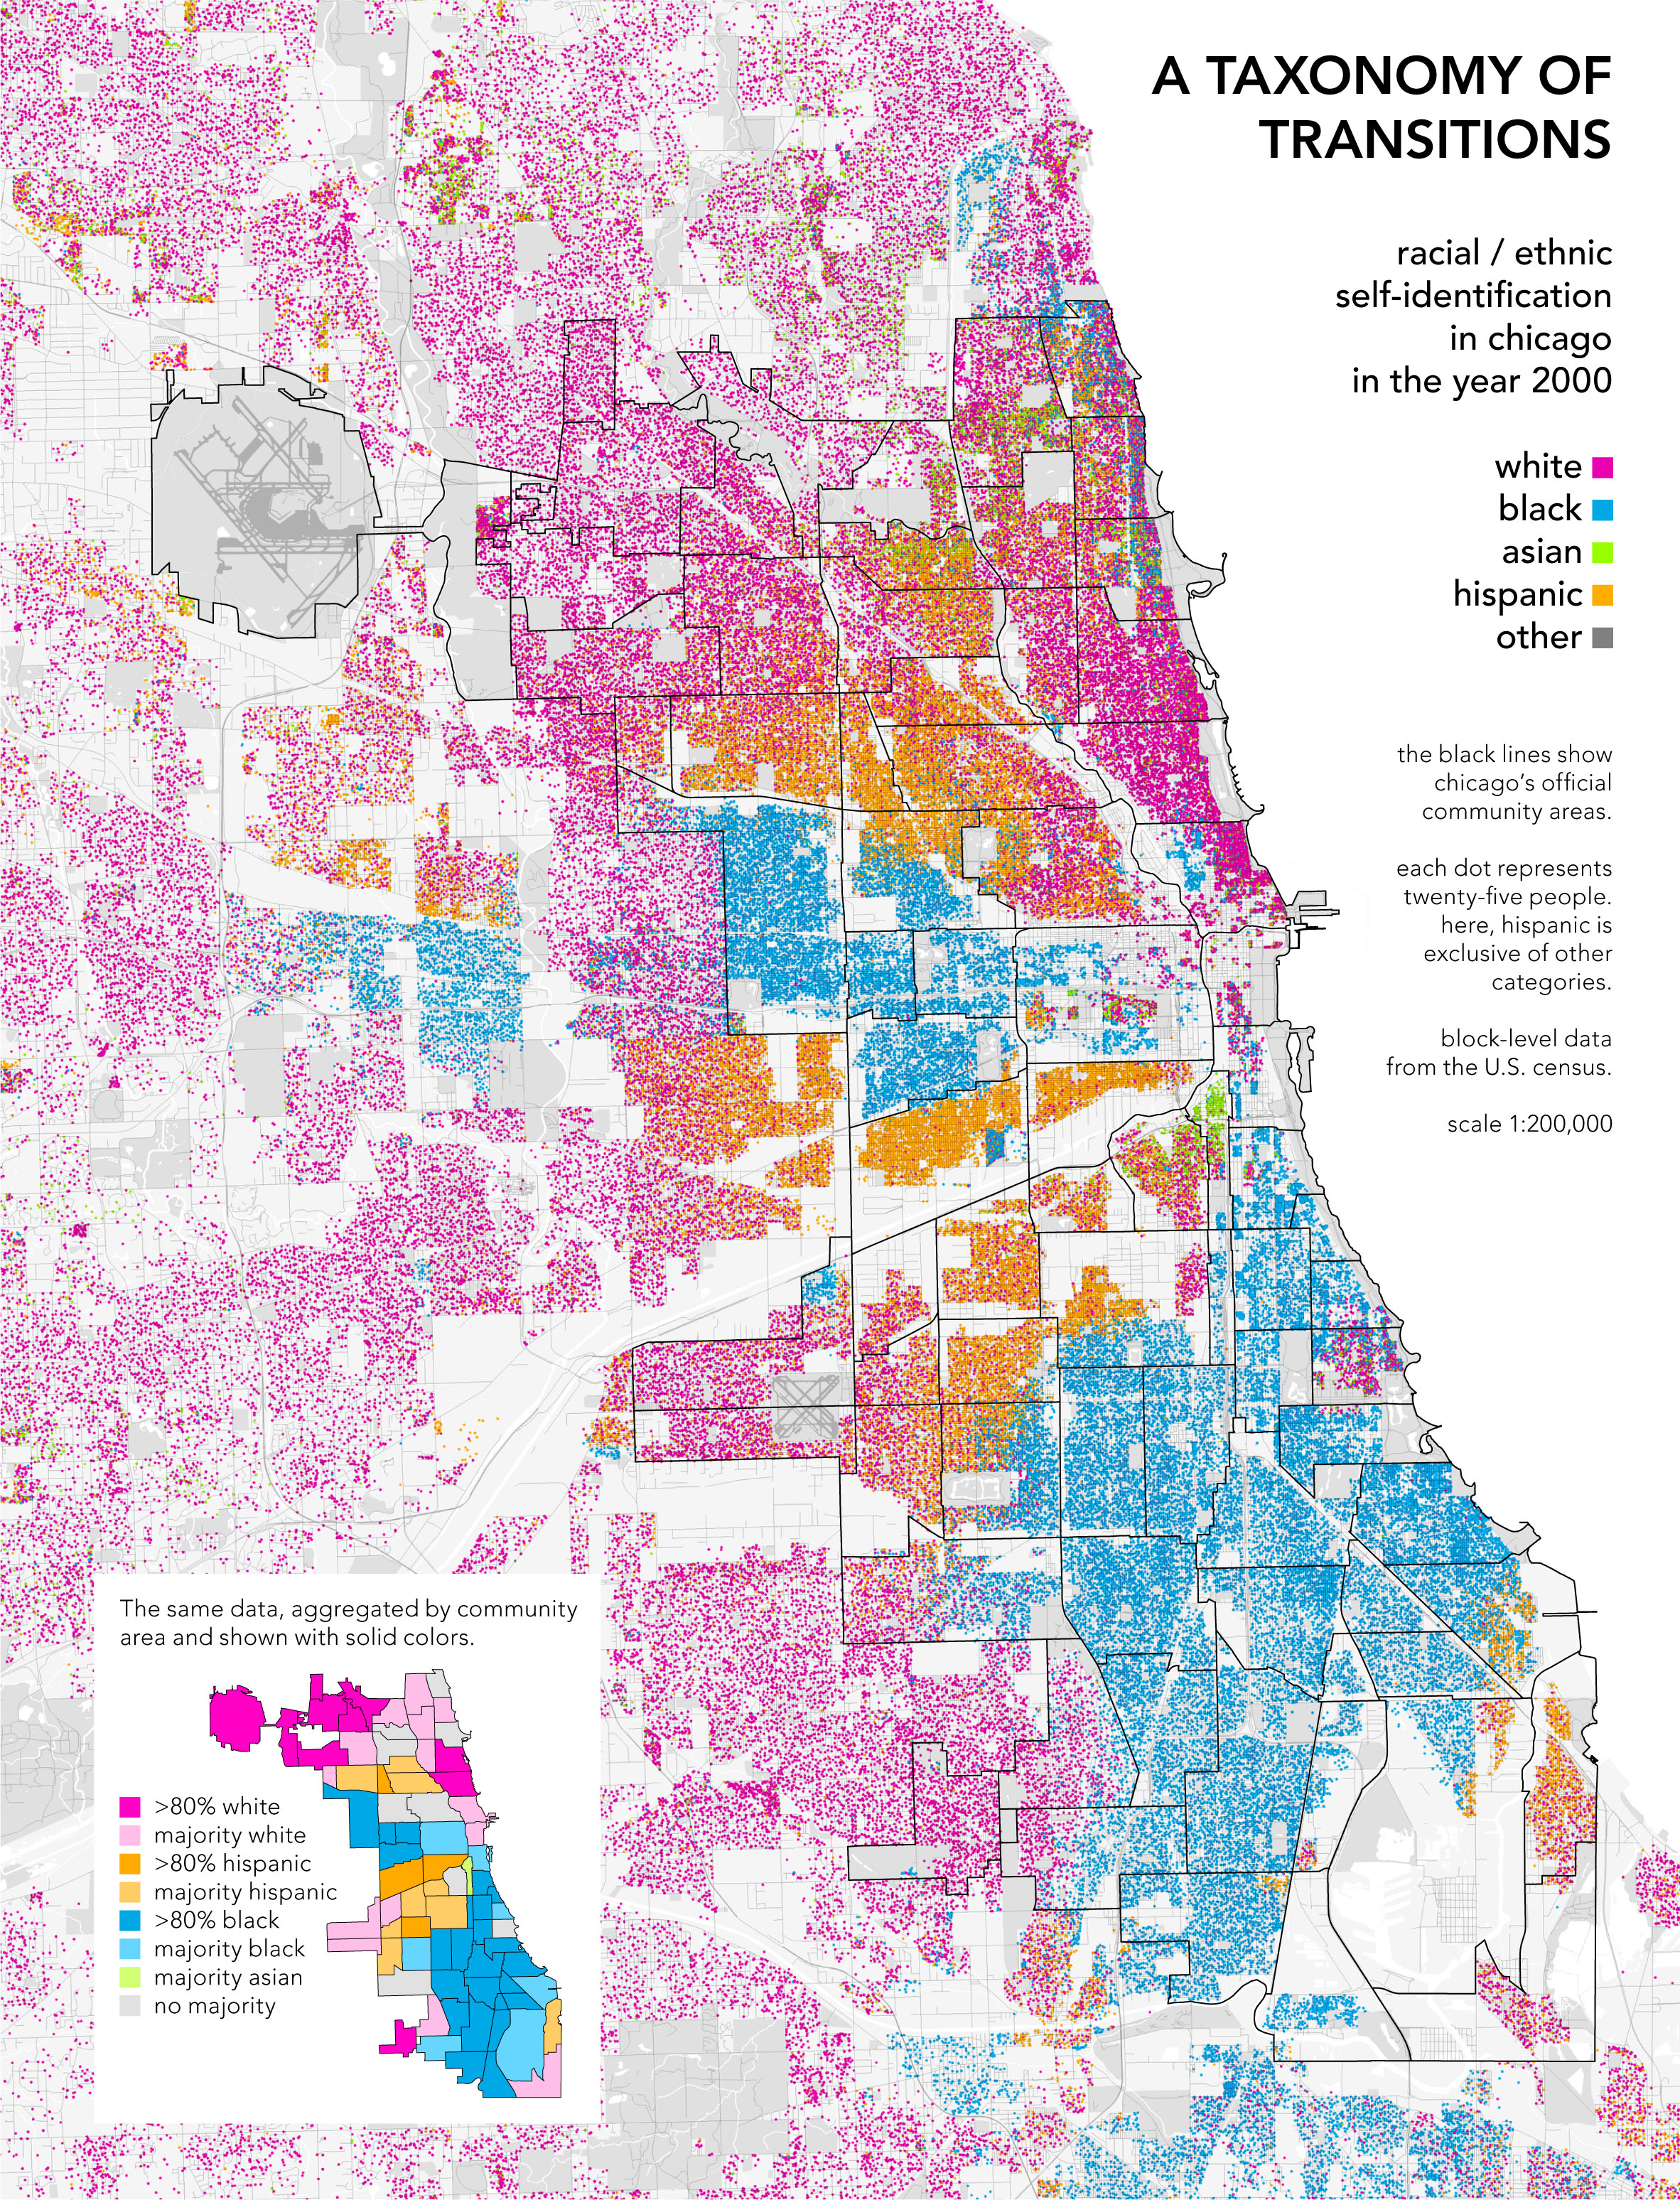 A TAXONOMY OF
TRANSITIONS
racial / ethnic
self-identification
in chicago
in the year 2000
white
black
asian
hispanic
other
the black lines show
chicago’s official
community areas.
each dot represents
twenty-five people.
here, hispanic is
exclusive of other
categories.
block-level data
from the U.S. census.
scale 1:200,000
The same data, aggregated by community
area and shown with solid colors.
>80% white
majority white
>80% hispanic
majority hispanic
>80% black
majority black
majority asian
no majority